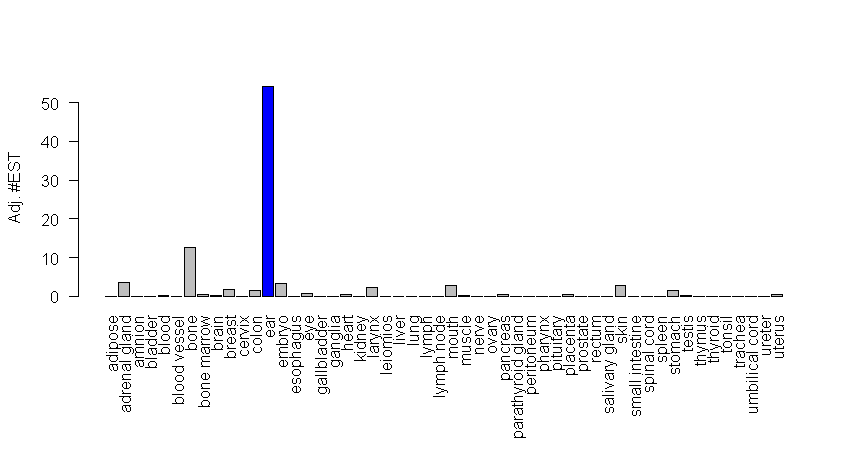 Adj. #EST
50
40
30
20
10
0
adipose
adrenal gland
amnion
bladder
blood
blood vessel
bone
bone marrow
brain
breast
cervix
colon
ear
embryo
esophagus
eye
gallbladder
ganglia
heart
kidney
larynx
leiomios
liver
lung
lymph
lymph node
mouth
muscle
nerve
ovary
pancreas
parathyroid gland
peritoneum
pharynx
pituitary
placenta
prostate
rectum
salivary gland
skin
small intestine
spinal cord
spleen
stomach
testis
thymus
thyroid
tonsil
trachea
umbilical cord
ureter
uterus